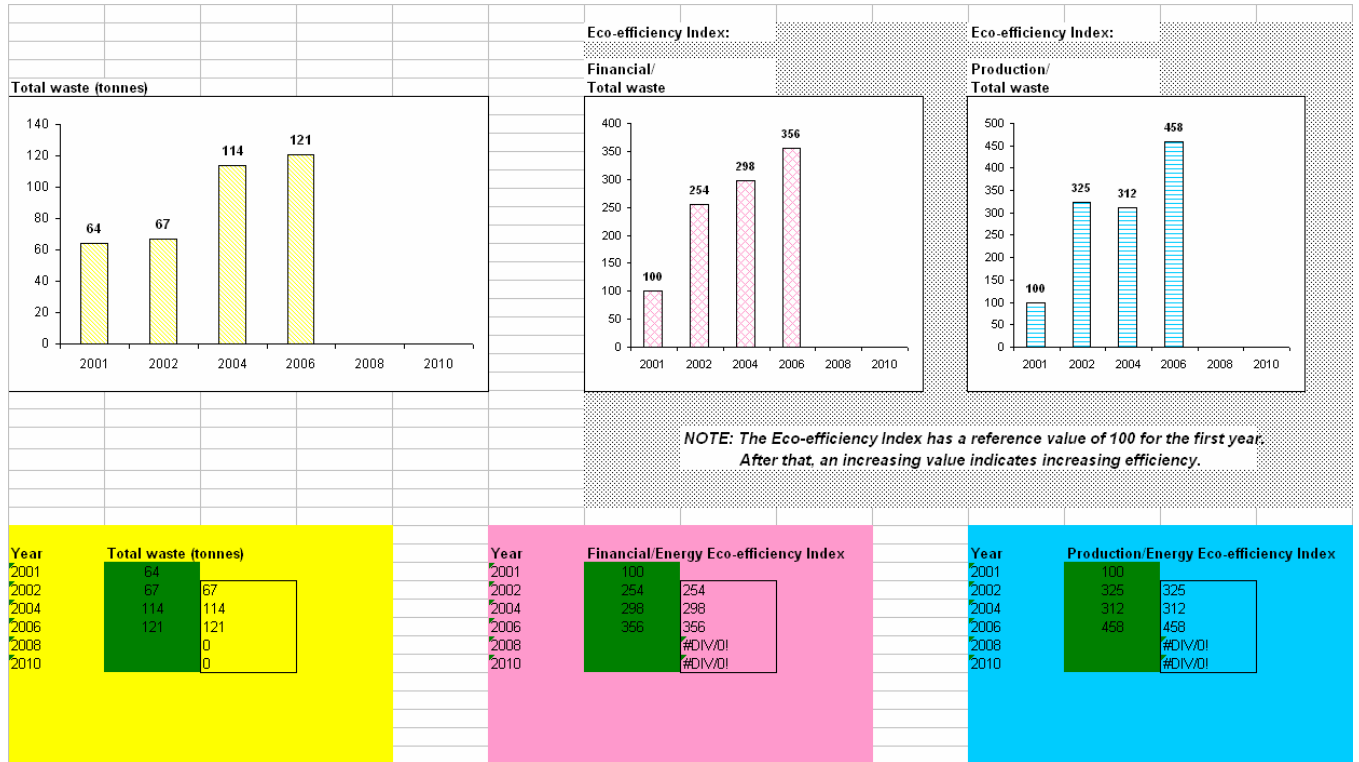 Total waste (tonnes)
140
120
100
80
60
40
20
0
64
67
114
121
2001 2002 2004 2006 2008 2010
Eco-efficiency Index:
Financial/
Total waste
400
350
300
250
200
150
100
50
0
100
254
298
356
2001 2002 2004 2006 2008 2010
Eco-efficiency Index:
Production/
Total waste
500
450
400
350
300
250
200
150
100
50
0
100
325
312
458
2001 2002 2004 2006 2008 2010
NOTE: The Eco-efficiency Index has a reference value of 100 for the first year.
After that, an increasing value indicates increasing efficiency.
Year Total waste (tonnes)
2001 64
2002 67 67
2004 114 114
2006 121 121
2008 0
2010 0
Year Financial/Energy Eco-efficiency Index
2001 100
2002 254 254
2004 298 298
2006 356 356
2008 #DIV/0!
2010 #DIV/0!
Year Production/Energy Eco-efficiency Index
2001 100
2002 325 325
2004 312 312
2006 458 458
2008 #DIV/0!
2010 #DIV/0!